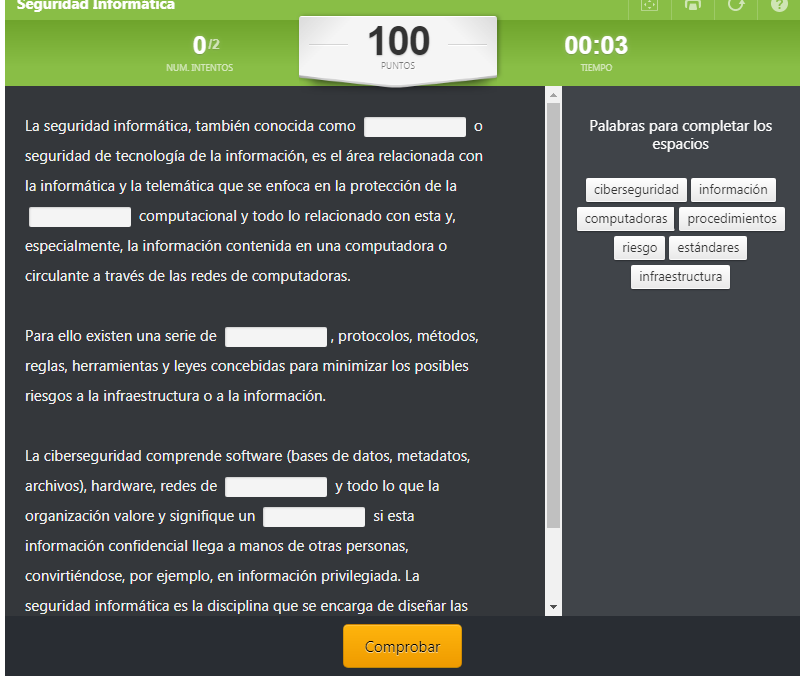 Seguridad Informática
0/2
NUM. INTENTOS
100
PUNTOS
00:03
TIEMPO
La seguridad informática, también conocida como o
seguridad de tecnología de la información, es el área relacionada con
la informática y la telemática que se enfoca en la protección de la
computacional y todo lo relacionado con esta y,
especialmente, la información contenida en una computadora o
circulante a través de las redes de computadoras.
Para ello existen una serie de , protocolos, métodos,
reglas, herramientas y leyes concebidas para minimizar los posibles
riesgos a la infraestructura o a la información.
La ciberseguridad comprende software (bases de datos, metadatos,
archivos), hardware, redes de y todo lo que la
organización valore y signifique un si esta
información confidencial llega a manos de otras personas,
convirtiéndose, por ejemplo, en información privilegiada. La
seguridad informática es la disciplina que se encarga de diseñar las
Palabras para completar los
espacios
ciberseguridad información
computadoras procedimientos
riesgo estándares
infraestructura
Comprobar